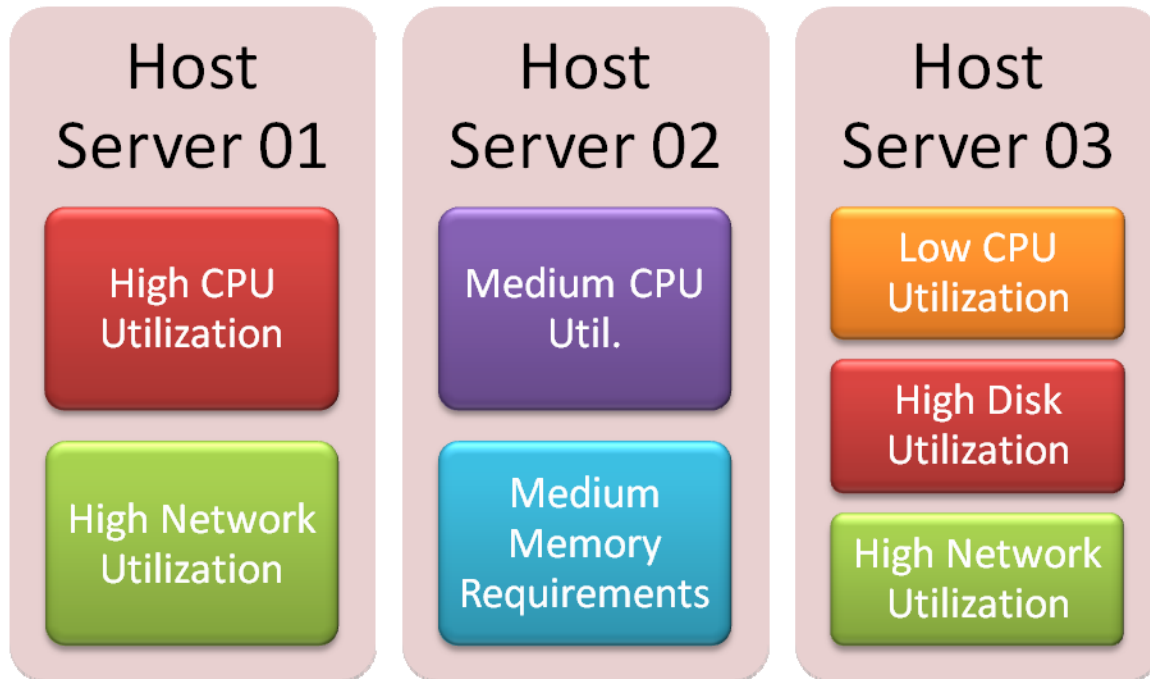 Host
Server 01
High CPU
Utilization
High Network
Utilization
Host
Server 02
Medium CPU
Util.
Medium
Memory
Requirements
Host
Server 03
Low CPU
Utilization
High Disk
Utilization
High Network
Utilization